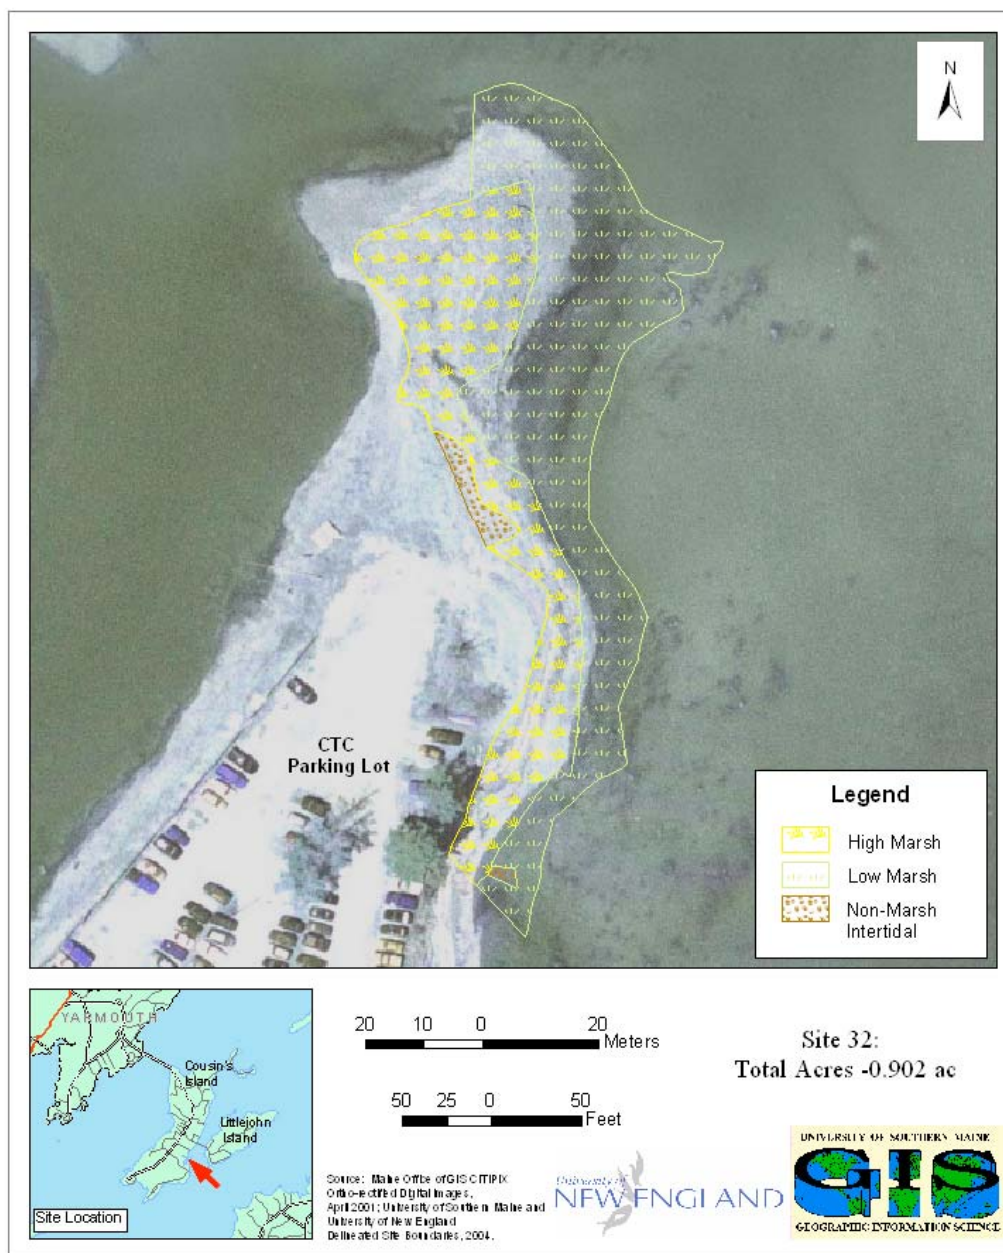 N
CTC
Parking Lot
Legend
High Marsh
Low Marsh
Non-Marsh
Intertidal
YARMOUTH
Cousin's
Island
Littlejohn
Island
Site Location
20 10 0 20
Meters
50 25 0 50
Feet
Site 32:
Total Acres -0.902 ac
Source: Maine Office of GIS CITIPIX
Ortho-rectified Digital Images,
April 2001; University of Southern Maine and
University of New England
Delineated Site Boundaries, 2004.
University of
NEW ENGLAND
UNIVERSITY OF SOUTHERN MAINE
GIS
GEOGRAPHIC INFORMATION SCIENCE